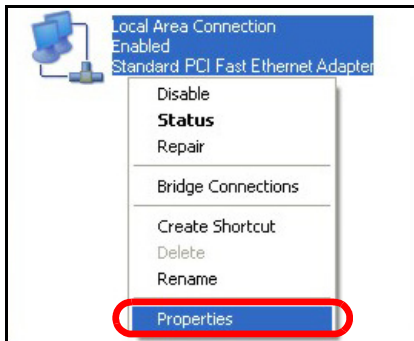 Local Area Connection
Enabled
Standard PCI Fast Ethernet Adapter
Disable
Status
Repair
Bridge Connections
Create Shortcut
Delete
Rename
Properties